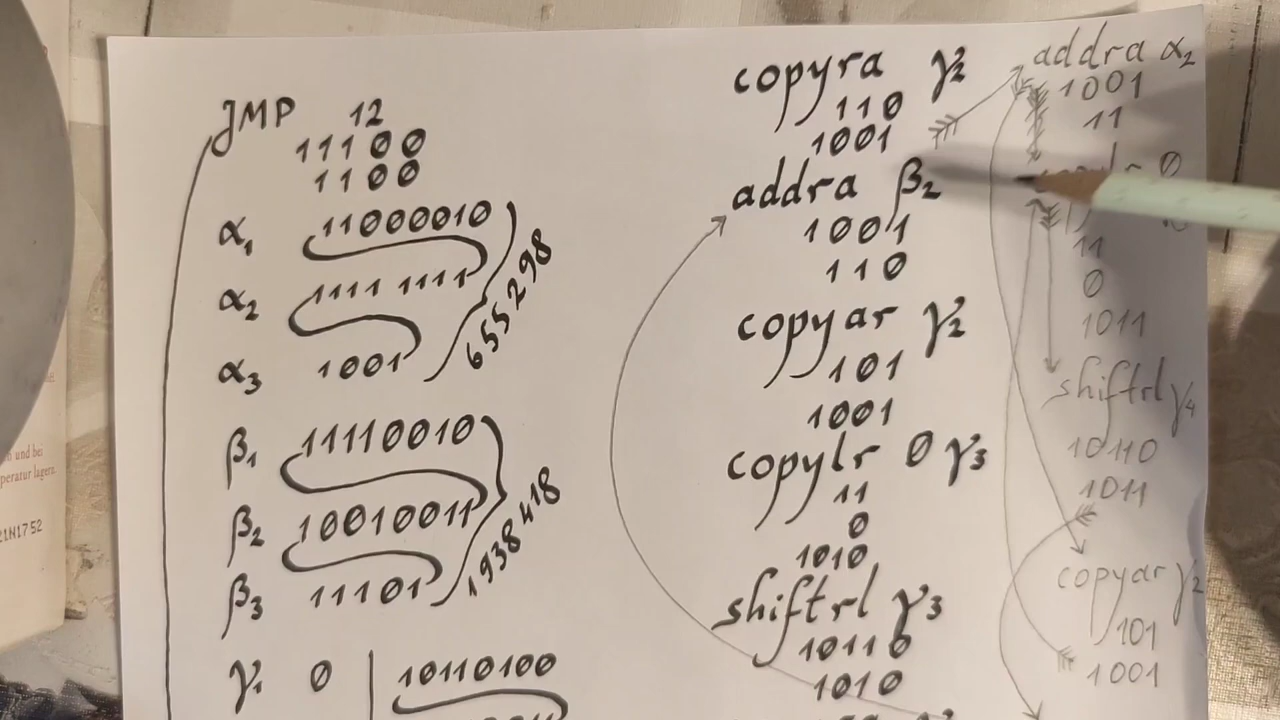 JMP 12
11100
1100
α₁ 11000010
α₂ 1111 1111
α₃ 1001
655298
β₁ 11110010
β₂ 10010011
β₃ 11101
1938418
γ₁ 0
10110100
copyra γ₂
110
1001
addra β₂
1001
110
copyar γ₂
101
1001
copylr 0 γ₃
11
0
1010
shiftrl γ₃
10110
1010
addra α₂
1001
11
11
0
1011
shiftrl γ₄
10110
1011
copyar γ₂
101
1001
21N1752